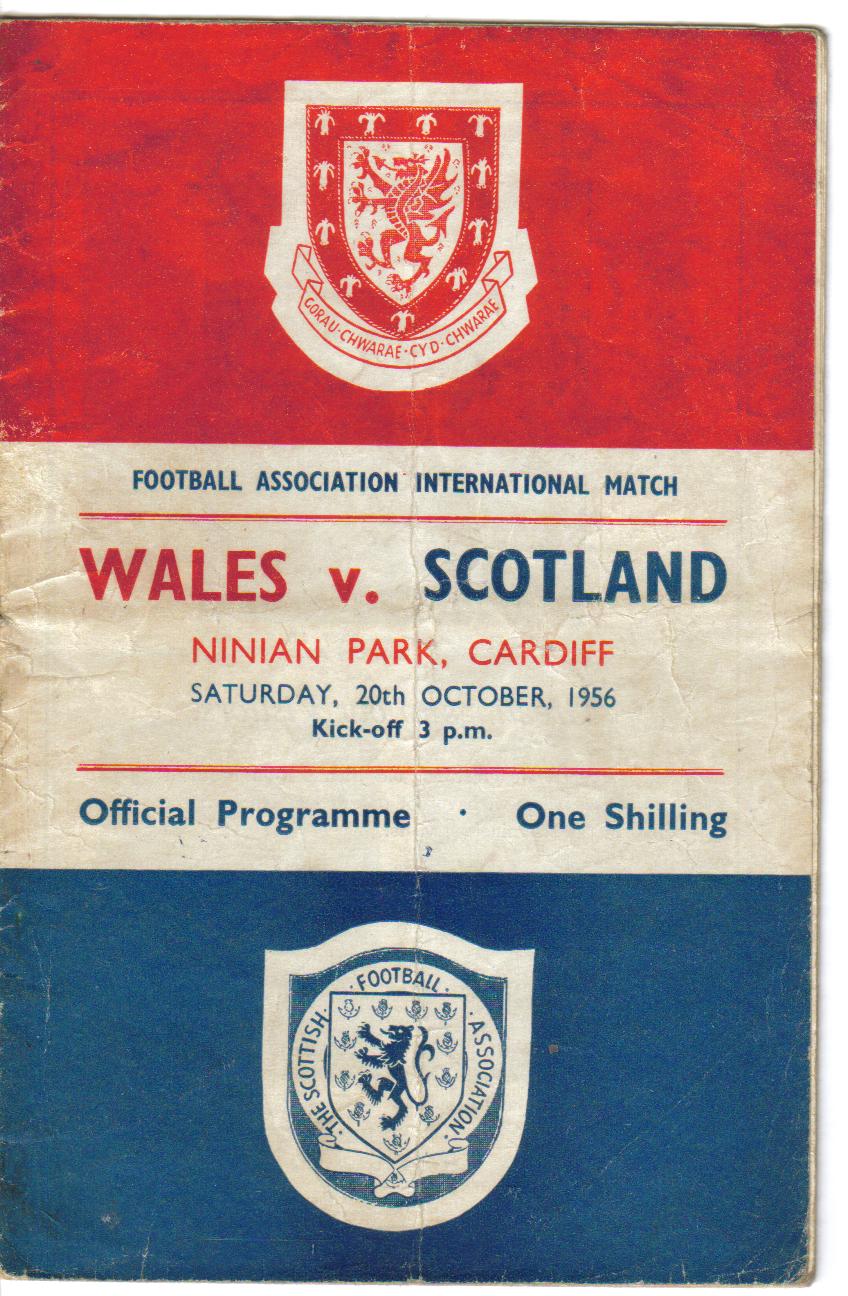 GORAU·CHWARAE·CYD·CHWARAE
FOOTBALL ASSOCIATION INTERNATIONAL MATCH
WALES v. SCOTLAND
NINIAN PARK, CARDIFF
SATURDAY, 20th OCTOBER, 1956
Kick-off 3 p.m.
Official Programme · One Shilling
·THE SCOTTISH·FOOTBALL·ASSOCIATION·